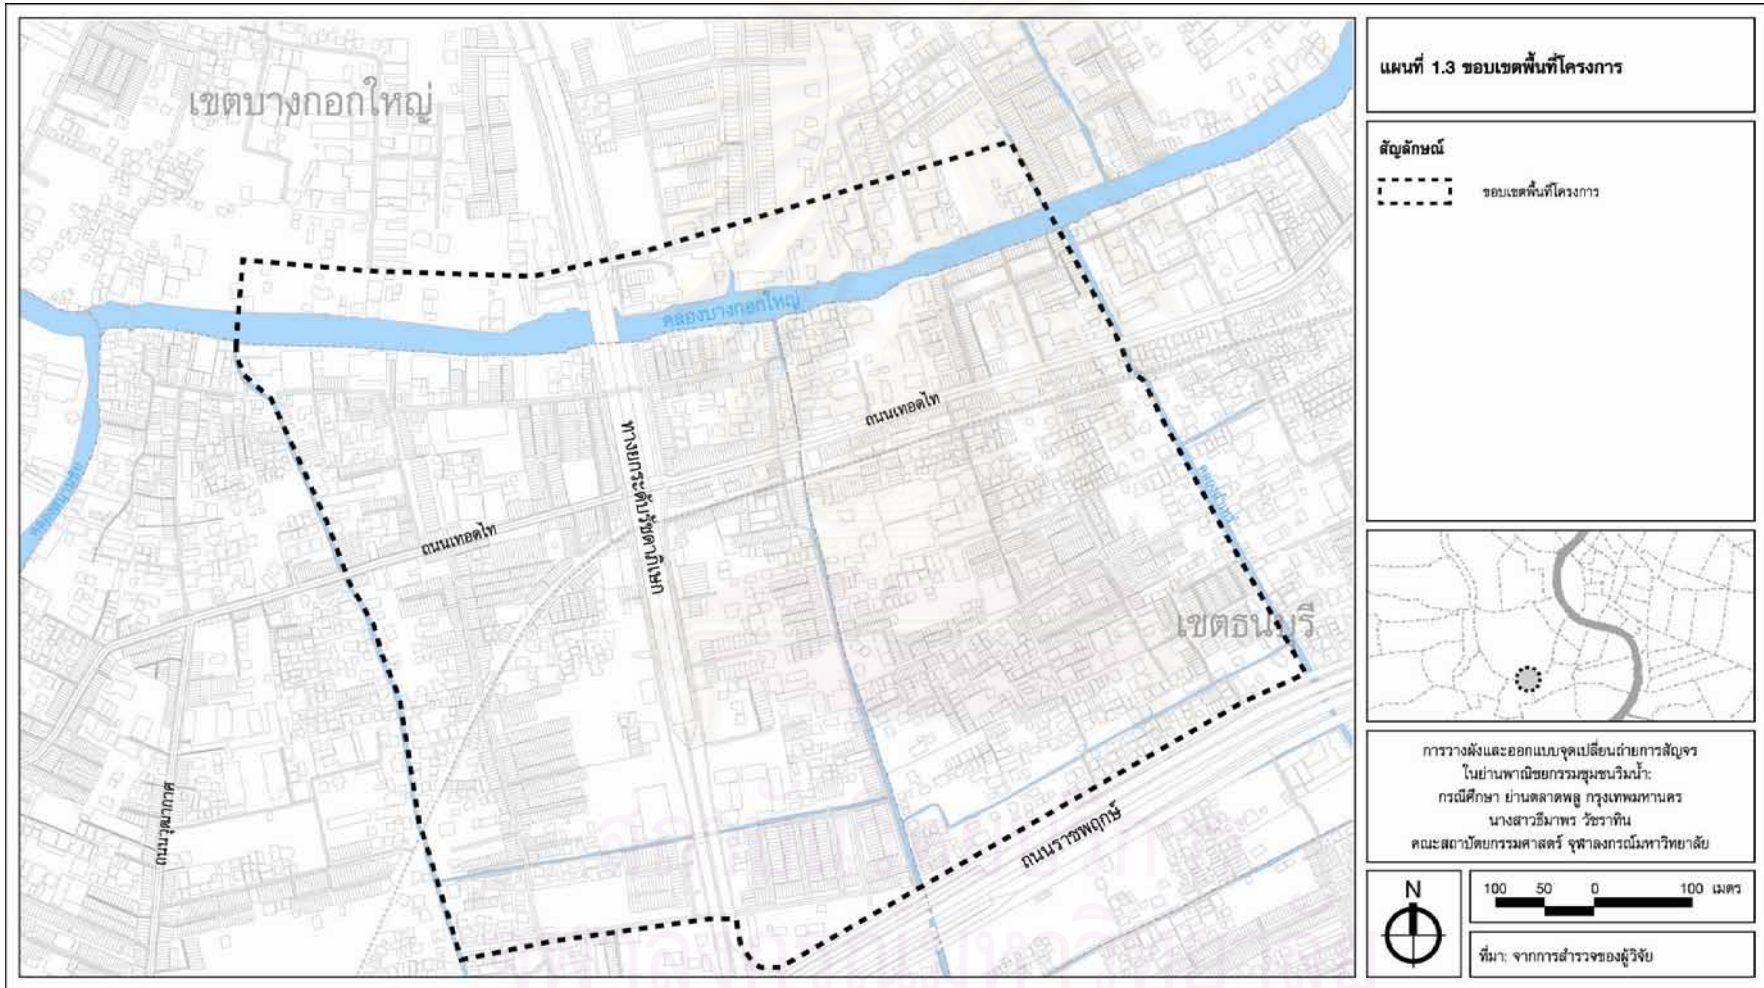 เขตบางกอกใหญ่
คลองบางกอกใหญ่
ถนนเทอดไท
ทางยกระดับรัชดาภิเษก
ถนนเทอดไท
เขตธนบุรี
ถนนวุฒากาศ
ถนนราชพฤกษ์
แผนที่ 1.3 ขอบเขตพื้นที่โครงการ
สัญลักษณ์
ขอบเขตพื้นที่โครงการ
การวางผังและออกแบบจุดเปลี่ยนถ่ายการสัญจร
ในย่านพาณิชยกรรมชุมชนริมน้ำ:
กรณีศึกษา ย่านตลาดพลู กรุงเทพมหานคร
นางสาวธีมาพร วัชราทิน
คณะสถาปัตยกรรมศาสตร์ จุฬาลงกรณ์มหาวิทยาลัย
N
100 50 0 100 เมตร
ที่มา: จากการสำรวจของผู้วิจัย